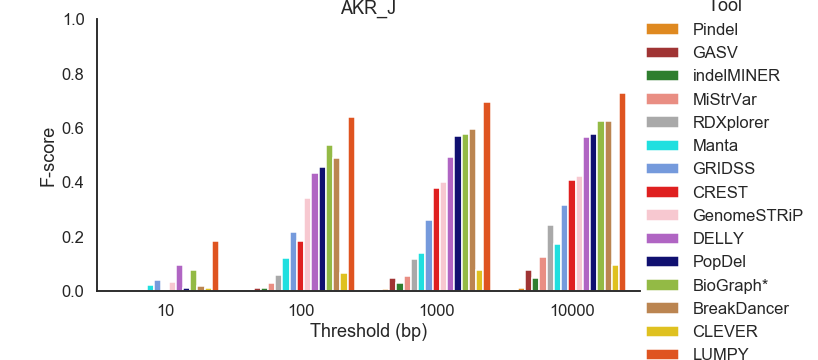 AKR_J
Tool
1.0
0.8
0.6
0.4
0.2
0.0
F-score
10
100
1000
10000
Threshold (bp)
Pindel
GASV
indelMINER
MiStrVar
RDXplorer
Manta
GRIDSS
CREST
GenomeSTRiP
DELLY
PopDel
BioGraph*
BreakDancer
CLEVER
LUMPY